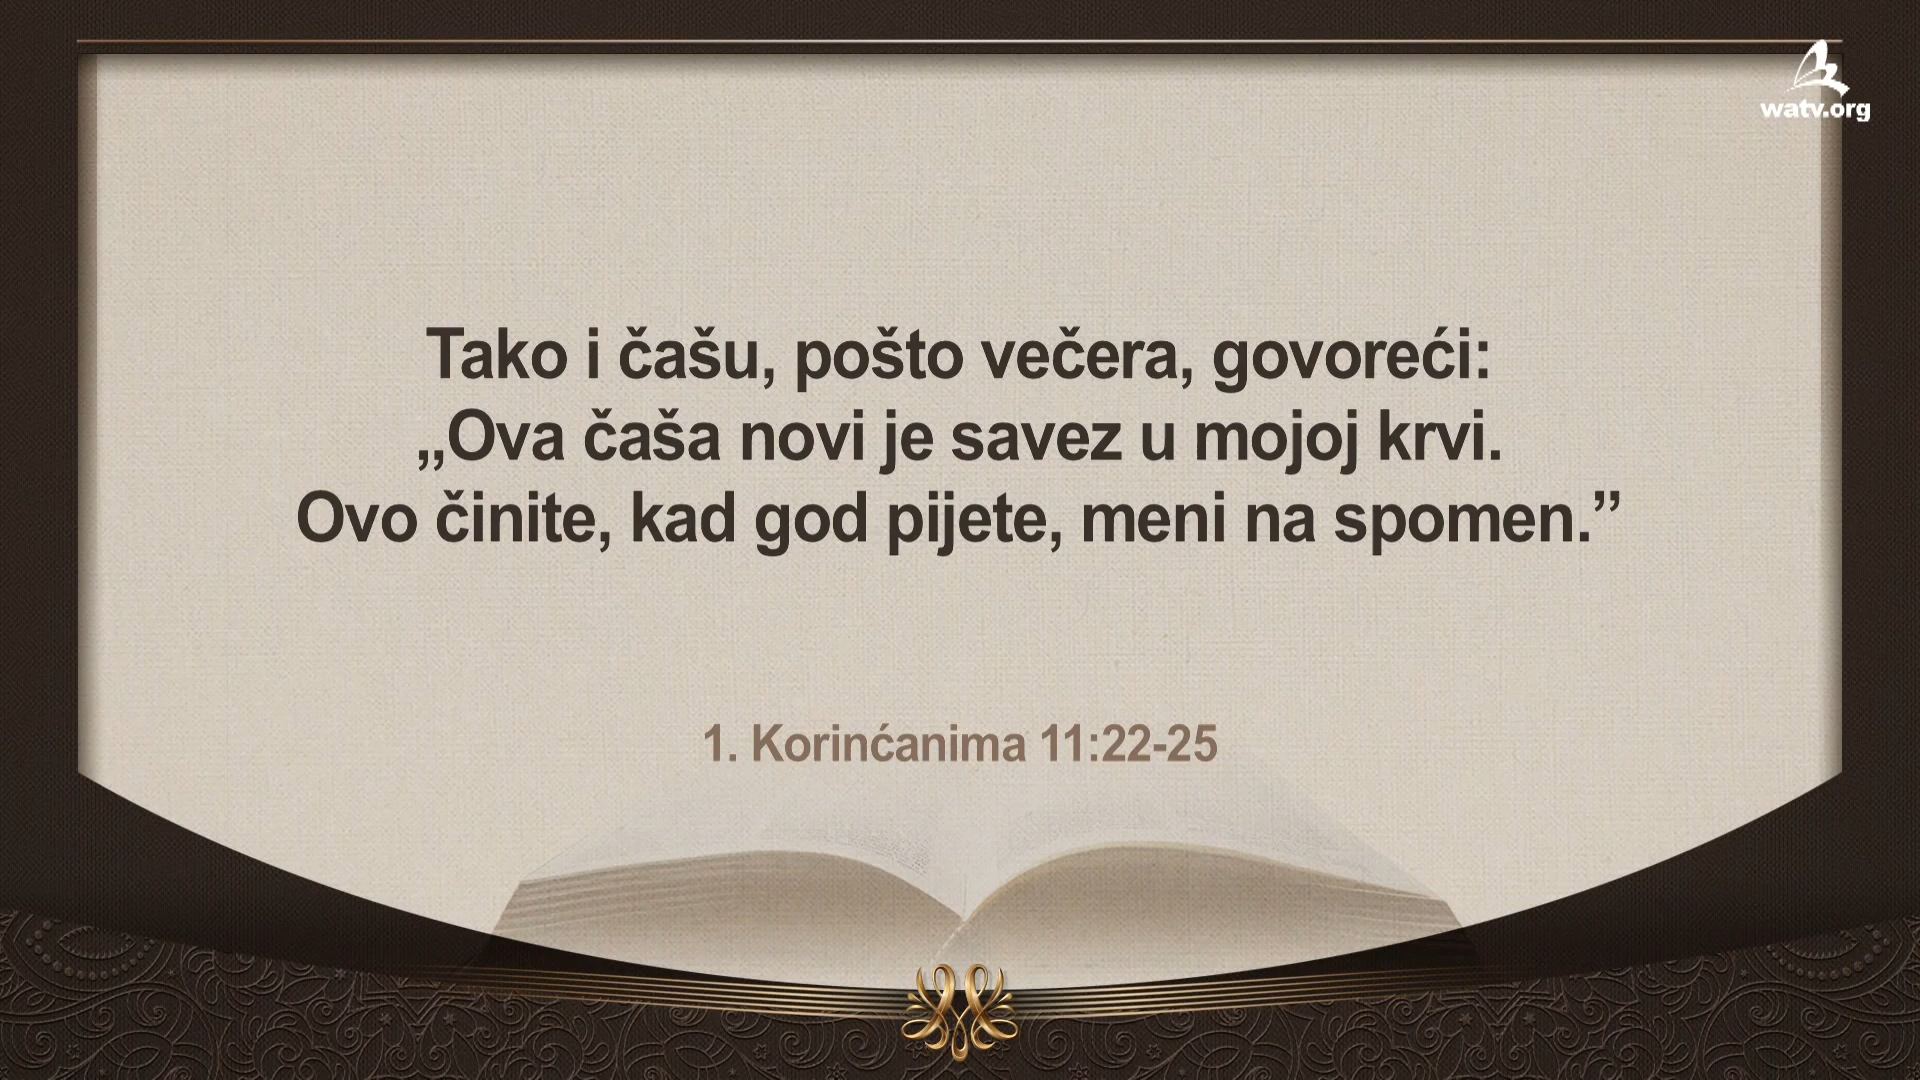 watv.org
Tako i čašu, pošto večera, govoreći:
„Ova čaša novi je savez u mojoj krvi.
Ovo činite, kad god pijete, meni na spomen.”
1. Korinćanima 11:22-25